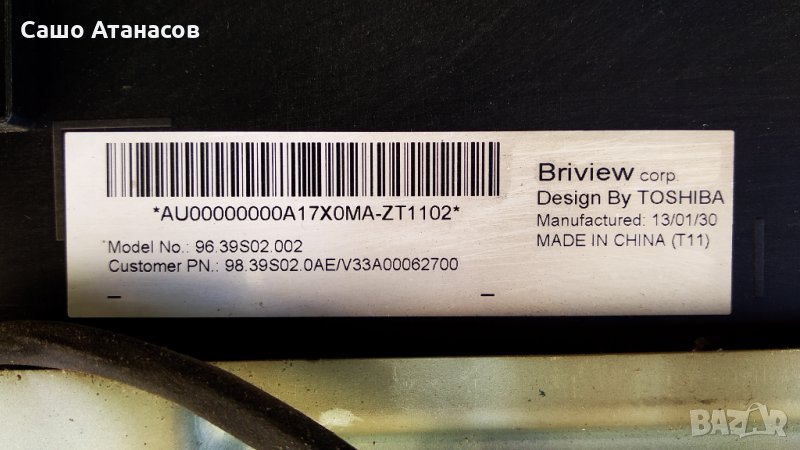 Сашо Атанасов
Briview corp.
Design By TOSHIBA
Manufactured: 13/01/30
MADE IN CHINA (T11)
*AU00000000A17X0MA-ZT1102*
Model No.: 96.39S02.002
Customer PN.: 98.39S02.0AE/V33A00062700
BAZAR